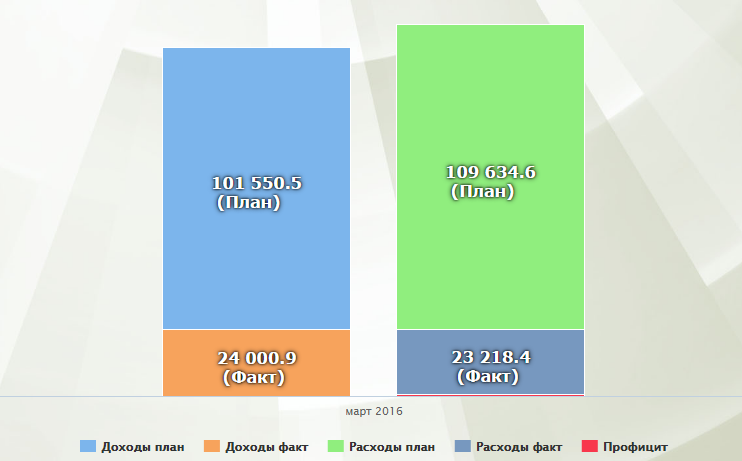 101 550.5
(План)
109 634.6
(План)
24 000.9
(Факт)
23 218.4
(Факт)
март 2016
Доходы план Доходы факт Расходы план Расходы факт Профицит